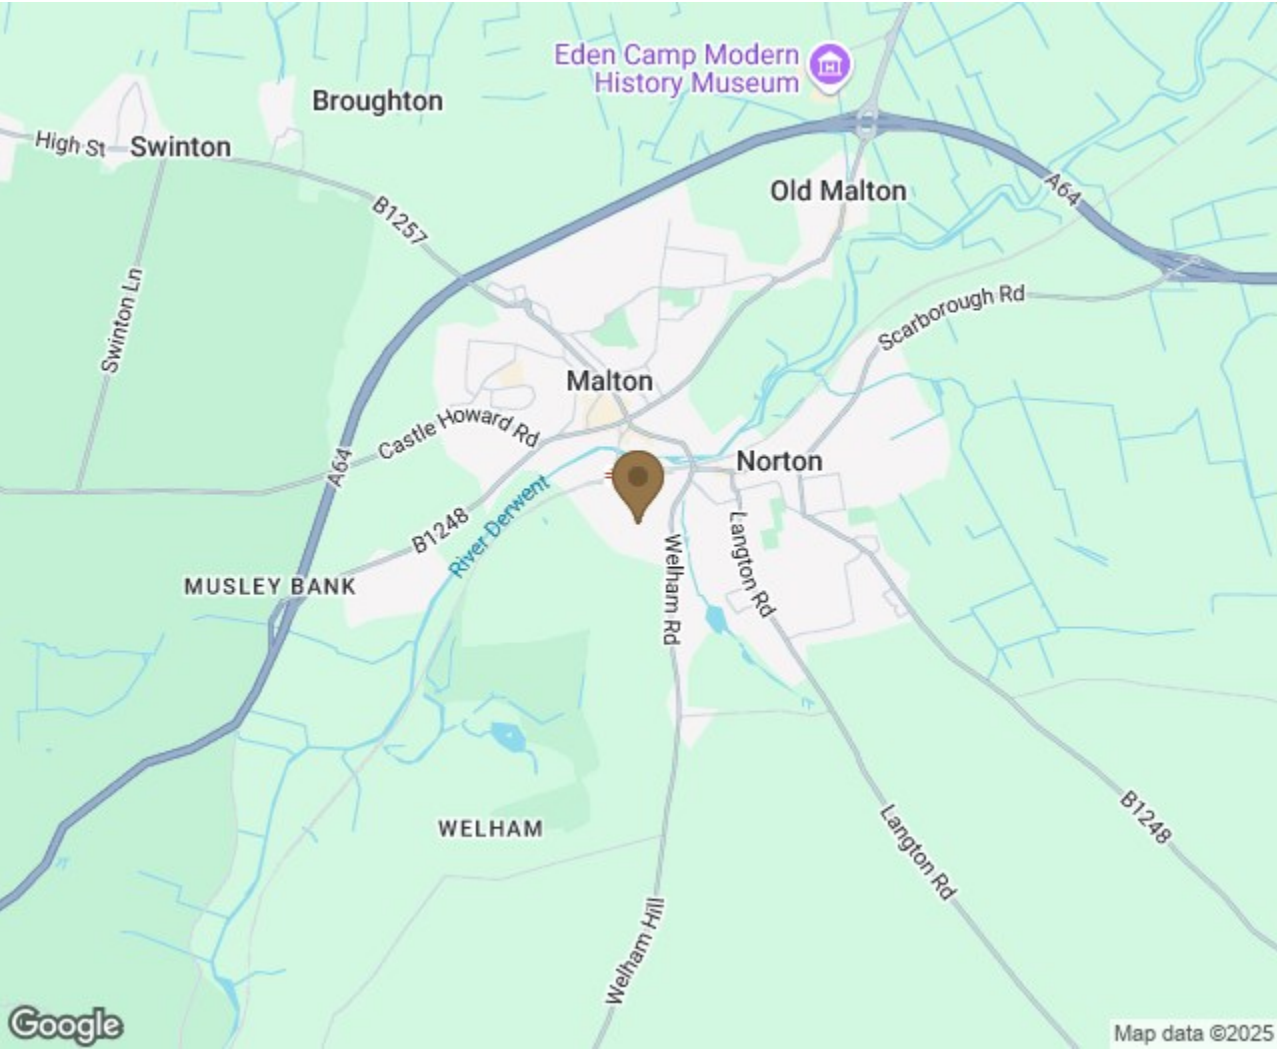 Eden Camp Modern
History Museum
Broughton
High St
Swinton
Old Malton
A64
B1257
Swinton Ln
Scarborough Rd
Malton
Castle Howard Rd
A64
Norton
B1248
River Derwent
Langton Rd
Welham Rd
MUSLEY BANK
WELHAM
B1248
Langton Rd
Welham Hill
Google
Map data ©2025